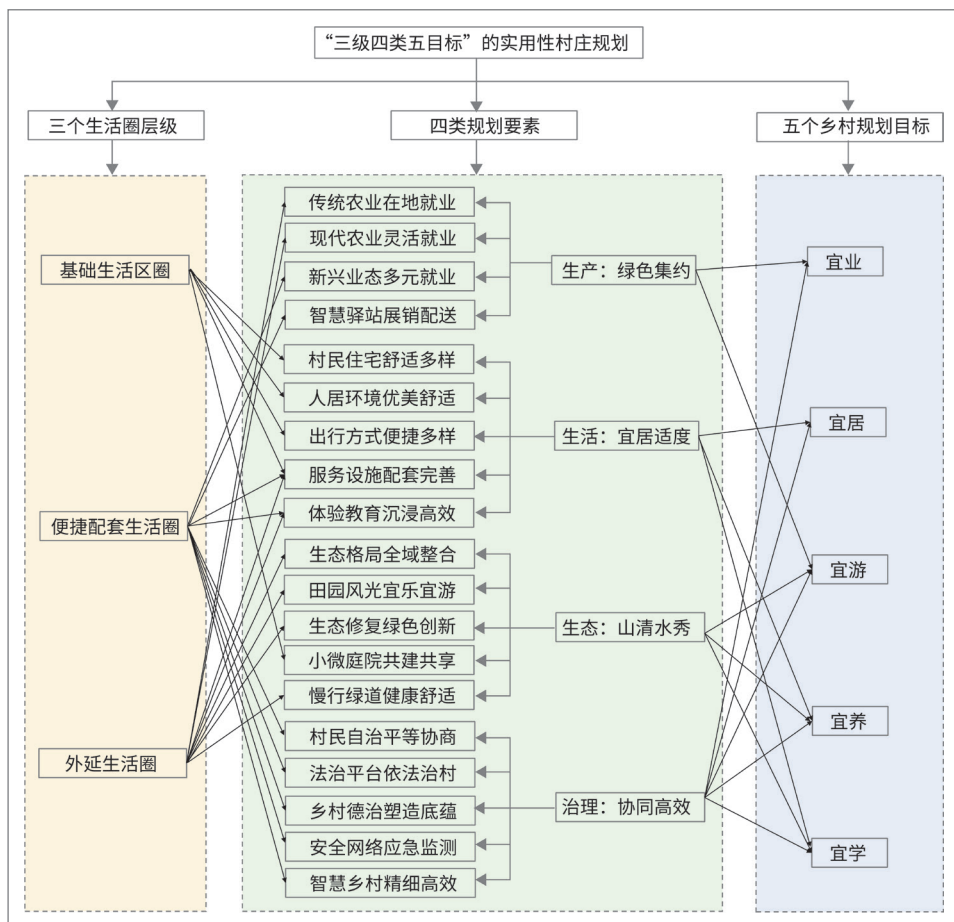 “三级四类五目标”的实用性村庄规划
三个生活圈层级
四类规划要素
五个乡村规划目标
基础生活区圈
便捷配套生活圈
外延生活圈
传统农业在地就业
现代农业灵活就业
新兴业态多元就业
智慧驿站展销配送
村民住宅舒适多样
人居环境优美舒适
出行方式便捷多样
服务设施配套完善
体验教育沉浸高效
生态格局全域整合
田园风光宜乐宜游
生态修复绿色创新
小微庭院共建共享
慢行绿道健康舒适
村民自治平等协商
法治平台依法治村
乡村德治塑造底蕴
安全网络应急监测
智慧乡村精细高效
生产：绿色集约
生活：宜居适度
生态：山清水秀
治理：协同高效
宜业
宜居
宜游
宜养
宜学